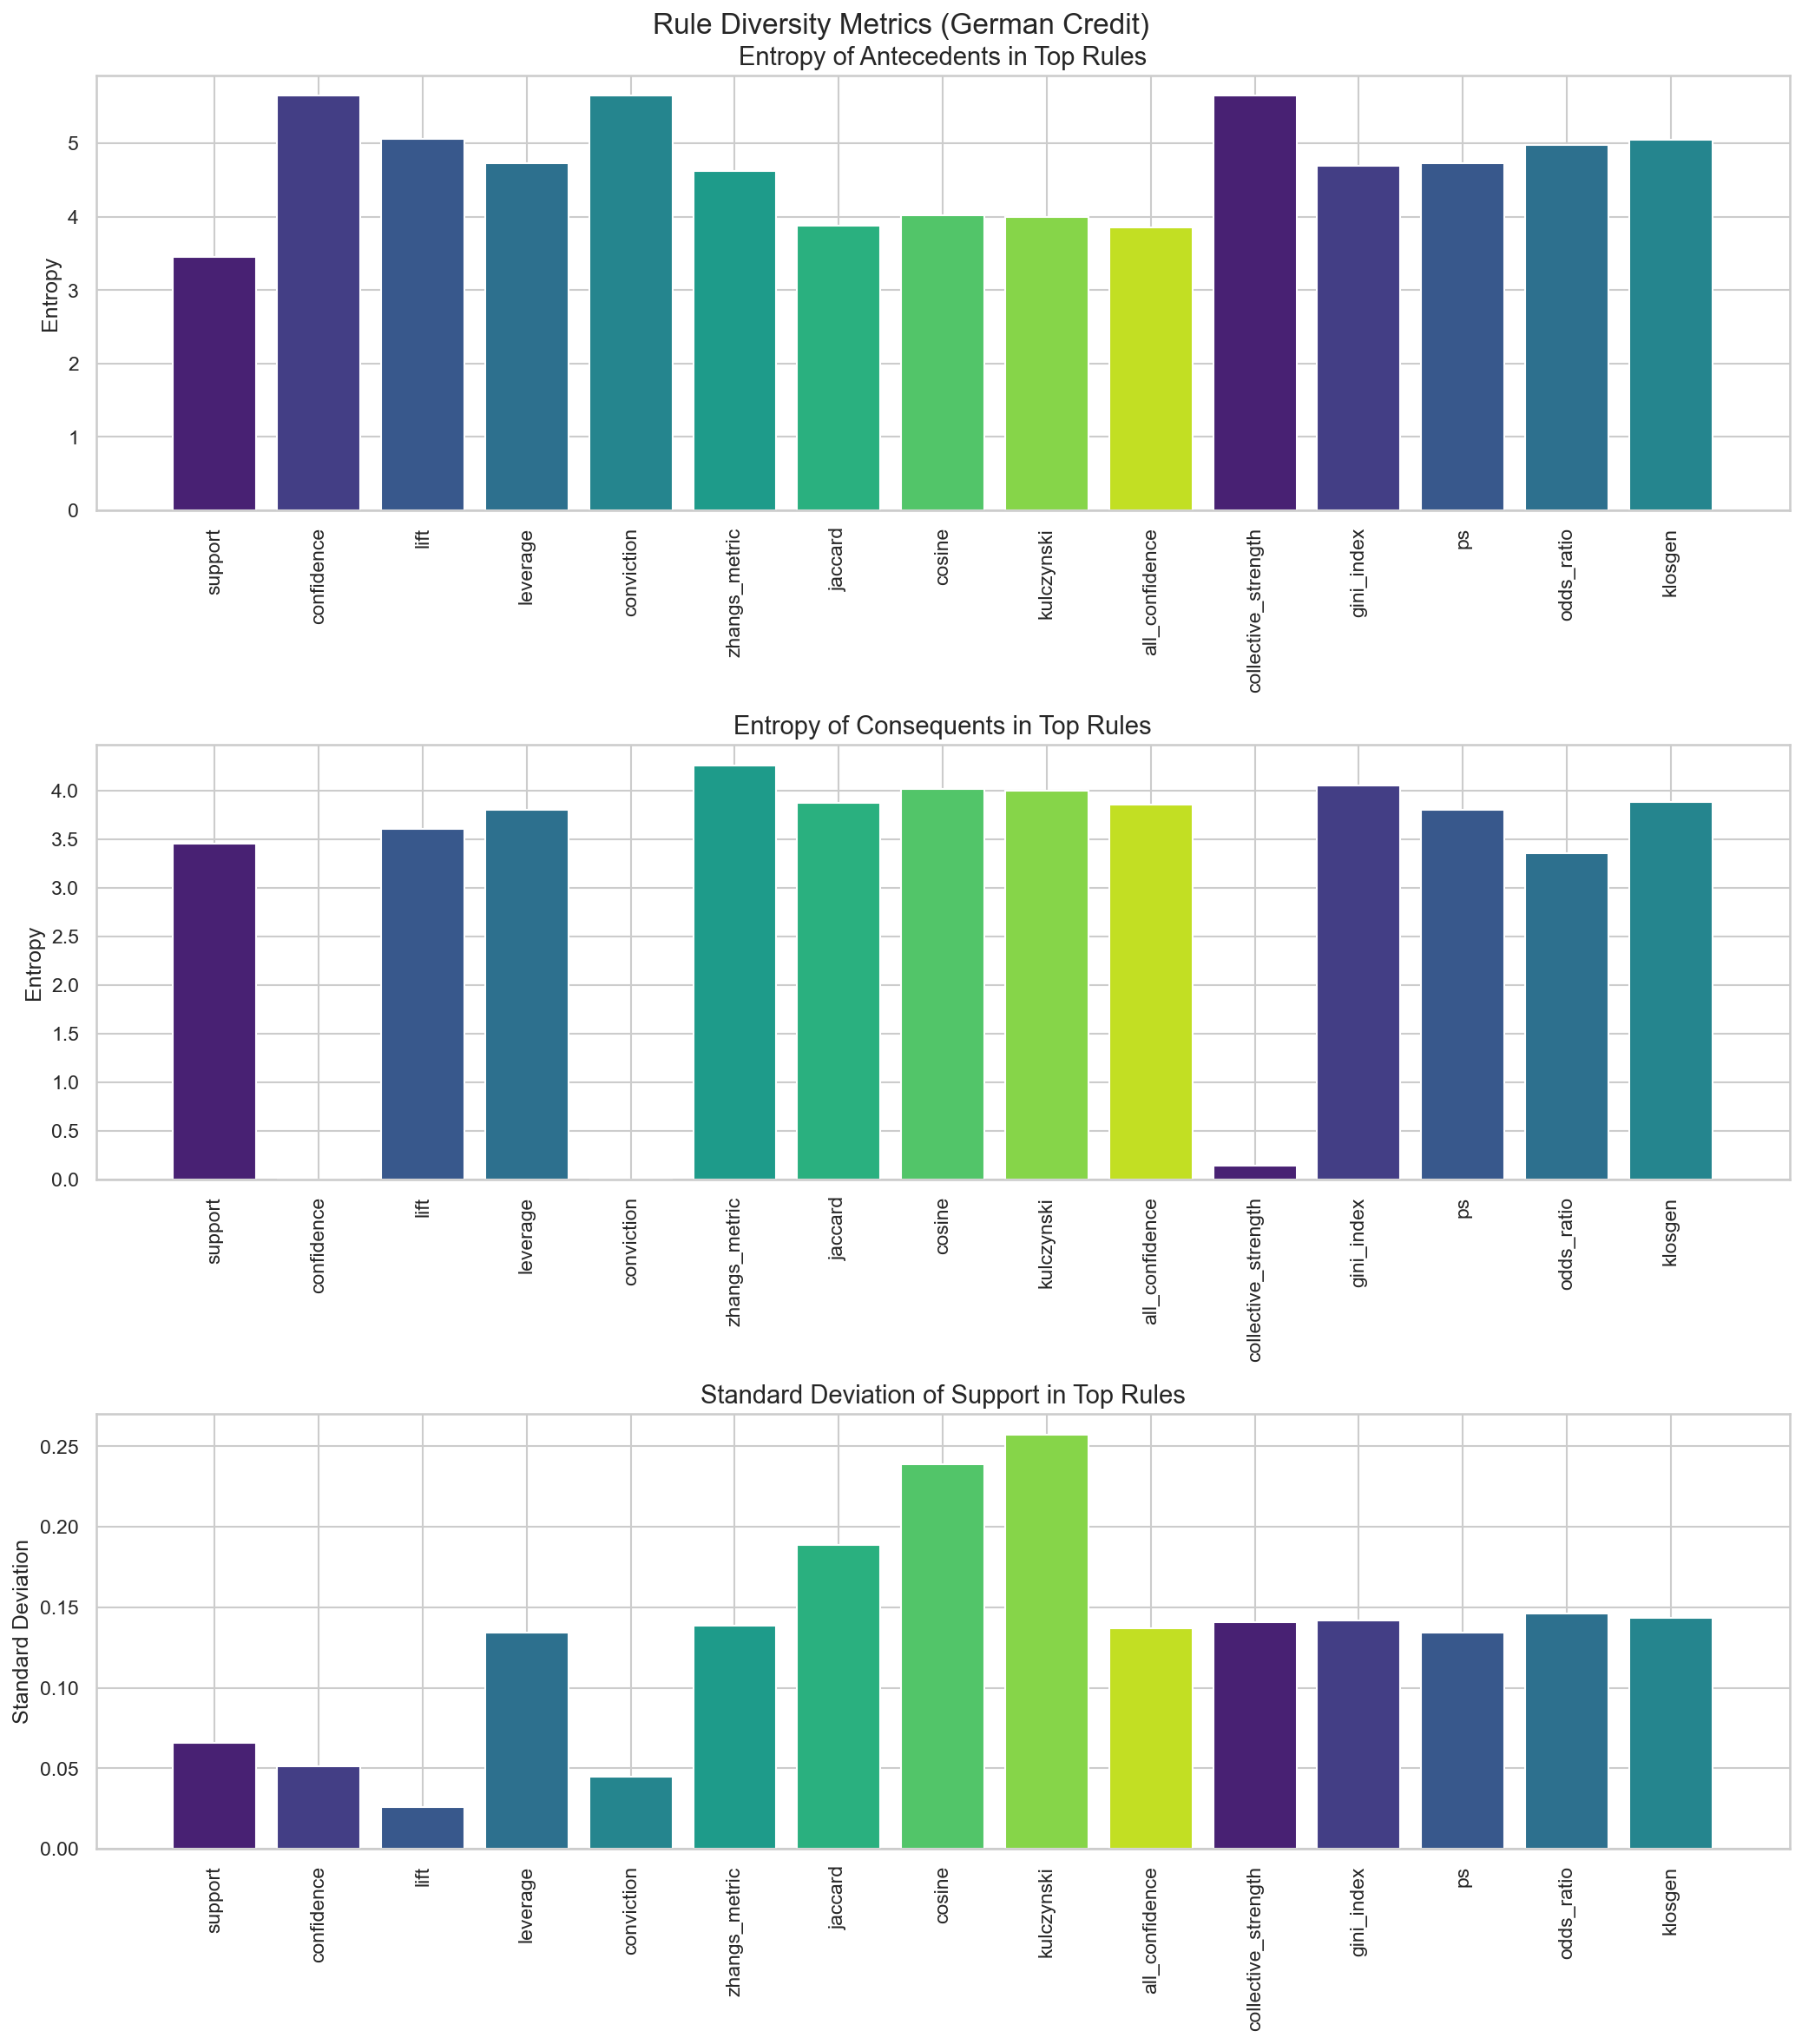 Rule Diversity Metrics (German Credit)
Entropy of Antecedents in Top Rules
Entropy
5
4
3
2
1
0
support
confidence
lift
leverage
conviction
zhangs_metric
jaccard
cosine
kulczynski
all_confidence
collective_strength
gini_index
ps
odds_ratio
klosgen
Entropy of Consequents in Top Rules
Entropy
4.0
3.5
3.0
2.5
2.0
1.5
1.0
0.5
0.0
support
confidence
lift
leverage
conviction
zhangs_metric
jaccard
cosine
kulczynski
all_confidence
collective_strength
gini_index
ps
odds_ratio
klosgen
Standard Deviation of Support in Top Rules
Standard Deviation
0.25
0.20
0.15
0.10
0.05
0.00
support
confidence
lift
leverage
conviction
zhangs_metric
jaccard
cosine
kulczynski
all_confidence
collective_strength
gini_index
ps
odds_ratio
klosgen